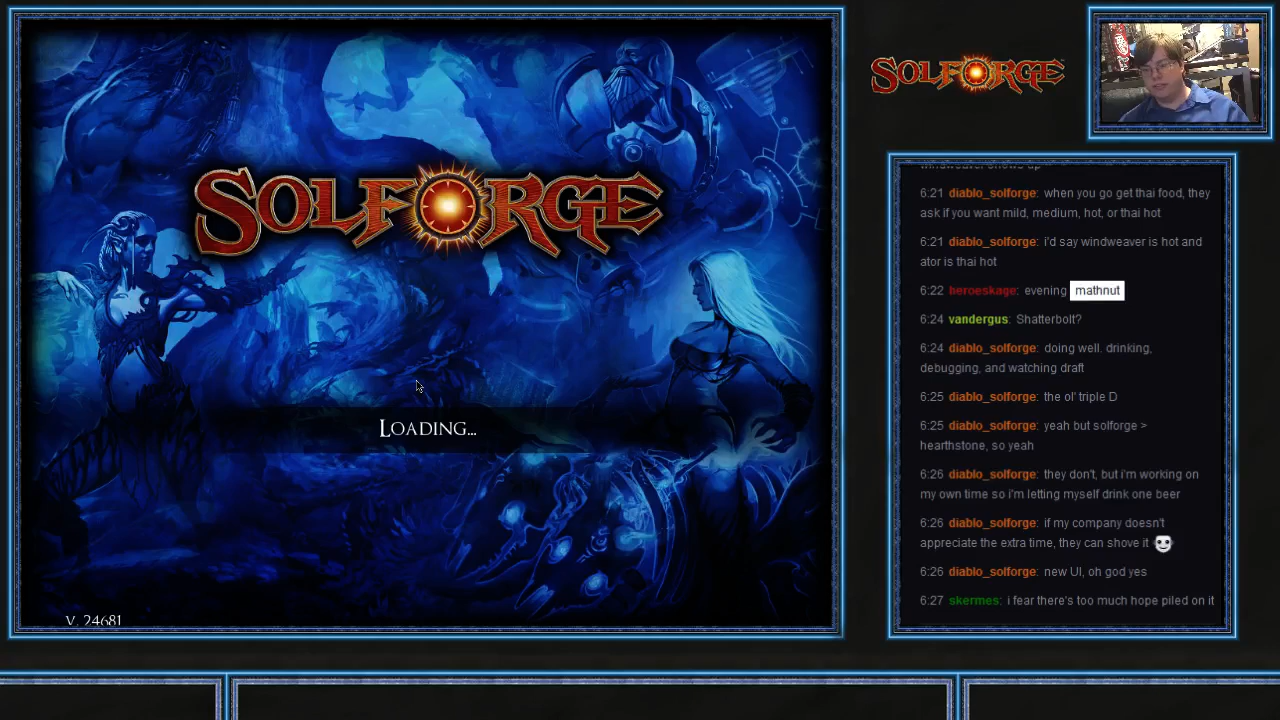 SOLFORGE
LOADING...
V. 24681
SOLFORGE
windweaver shows up
6:21 diablo_solforge: when you go get thai food, they
ask if you want mild, medium, hot, or thai hot
6:21 diablo_solforge: i'd say windweaver is hot and
ator is thai hot
6:22 heroeskage: evening mathnut
6:24 vandergus: Shatterbolt?
6:24 diablo_solforge: doing well. drinking,
debugging, and watching draft
6:25 diablo_solforge: the ol' triple D
6:25 diablo_solforge: yeah but solforge >
hearthstone, so yeah
6:26 diablo_solforge: they don't, but i'm working on
my own time so i'm letting myself drink one beer
6:26 diablo_solforge: if my company doesn't
appreciate the extra time, they can shove it
6:26 diablo_solforge: new UI, oh god yes
6:27 skermes: i fear there's too much hope piled on it